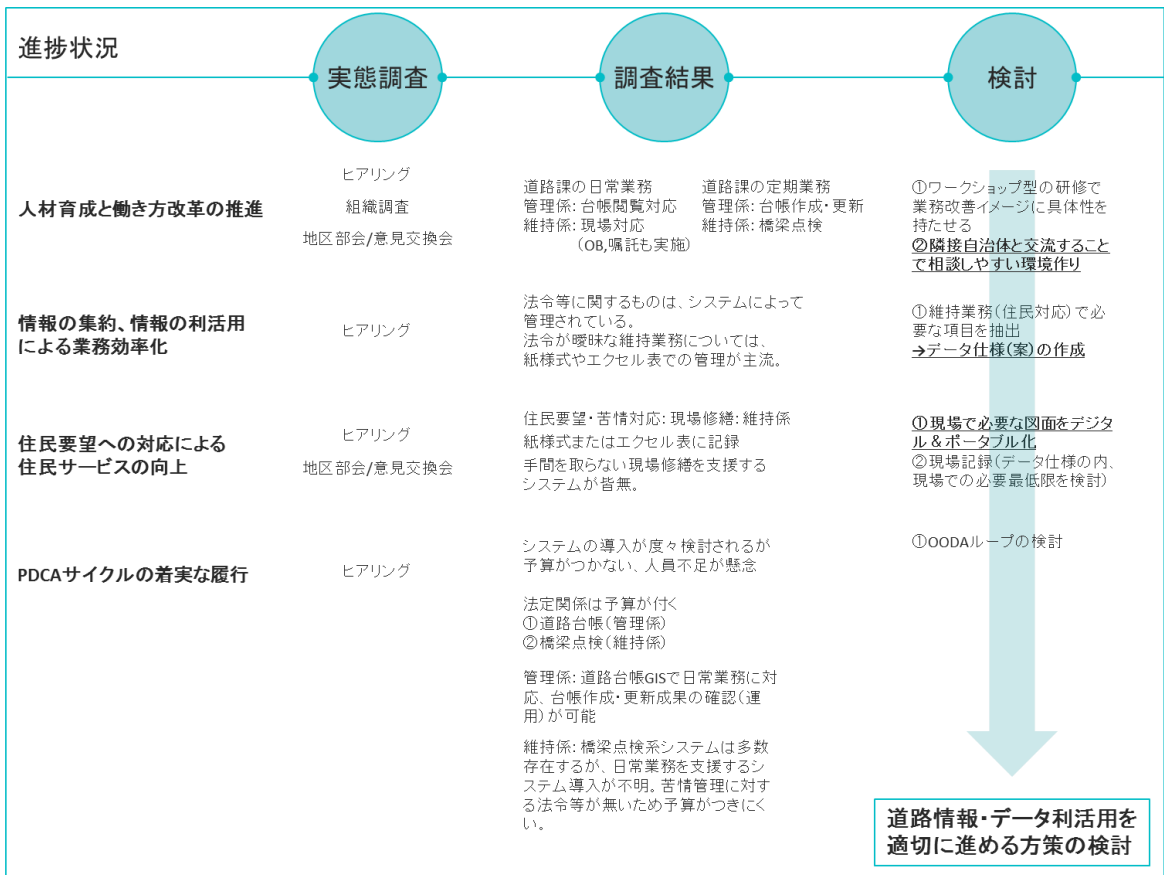 進捗状況
実態調査
調査結果
検討
人材育成と働き方改革の推進
ヒアリング
組織調査
地区部会/意見交換会
道路課の日常業務
管理係:台帳閲覧対応
維持係:現場対応
(OB,嘱託も実施)
道路課の定期業務
管理係:台帳作成・更新
維持係:橋梁点検
①ワークショップ型の研修で
業務改善イメージに具体性を
持たせる
②隣接自治体と交流すること
で相談しやすい環境作り
情報の集約、情報の利活用
による業務効率化
ヒアリング
法令等に関するものは、システムによって
管理されている。
法令が曖昧な維持業務については、
紙様式やエクセル表での管理が主流。
①維持業務(住民対応)で必
要な項目を抽出
→データ仕様(案)の作成
住民要望への対応による
住民サービスの向上
ヒアリング
地区部会/意見交換会
住民要望・苦情対応:現場修繕:維持係
紙様式またはエクセル表に記録
手間を取らない現場修繕を支援する
システムが皆無。
①現場で必要な図面をデジタ
ル&ポータブル化
②現場記録(データ仕様の内、
現場での必要最低限を検討)
PDCAサイクルの着実な履行
ヒアリング
システムの導入が度々検討されるが
予算がつかない、人員不足が懸念
法定関係は予算が付く
①道路台帳(管理係)
②橋梁点検(維持係)
管理係:道路台帳GISで日常業務に対
応、台帳作成・更新成果の確認(運
用)が可能
維持係:橋梁点検系システムは多数
存在するが、日常業務を支援するシ
ステム導入が不明。苦情管理に対す
る法令等が無いため予算がつきにく
い。
①OODAループの検討
道路情報・データ利活用を
適切に進める方策の検討